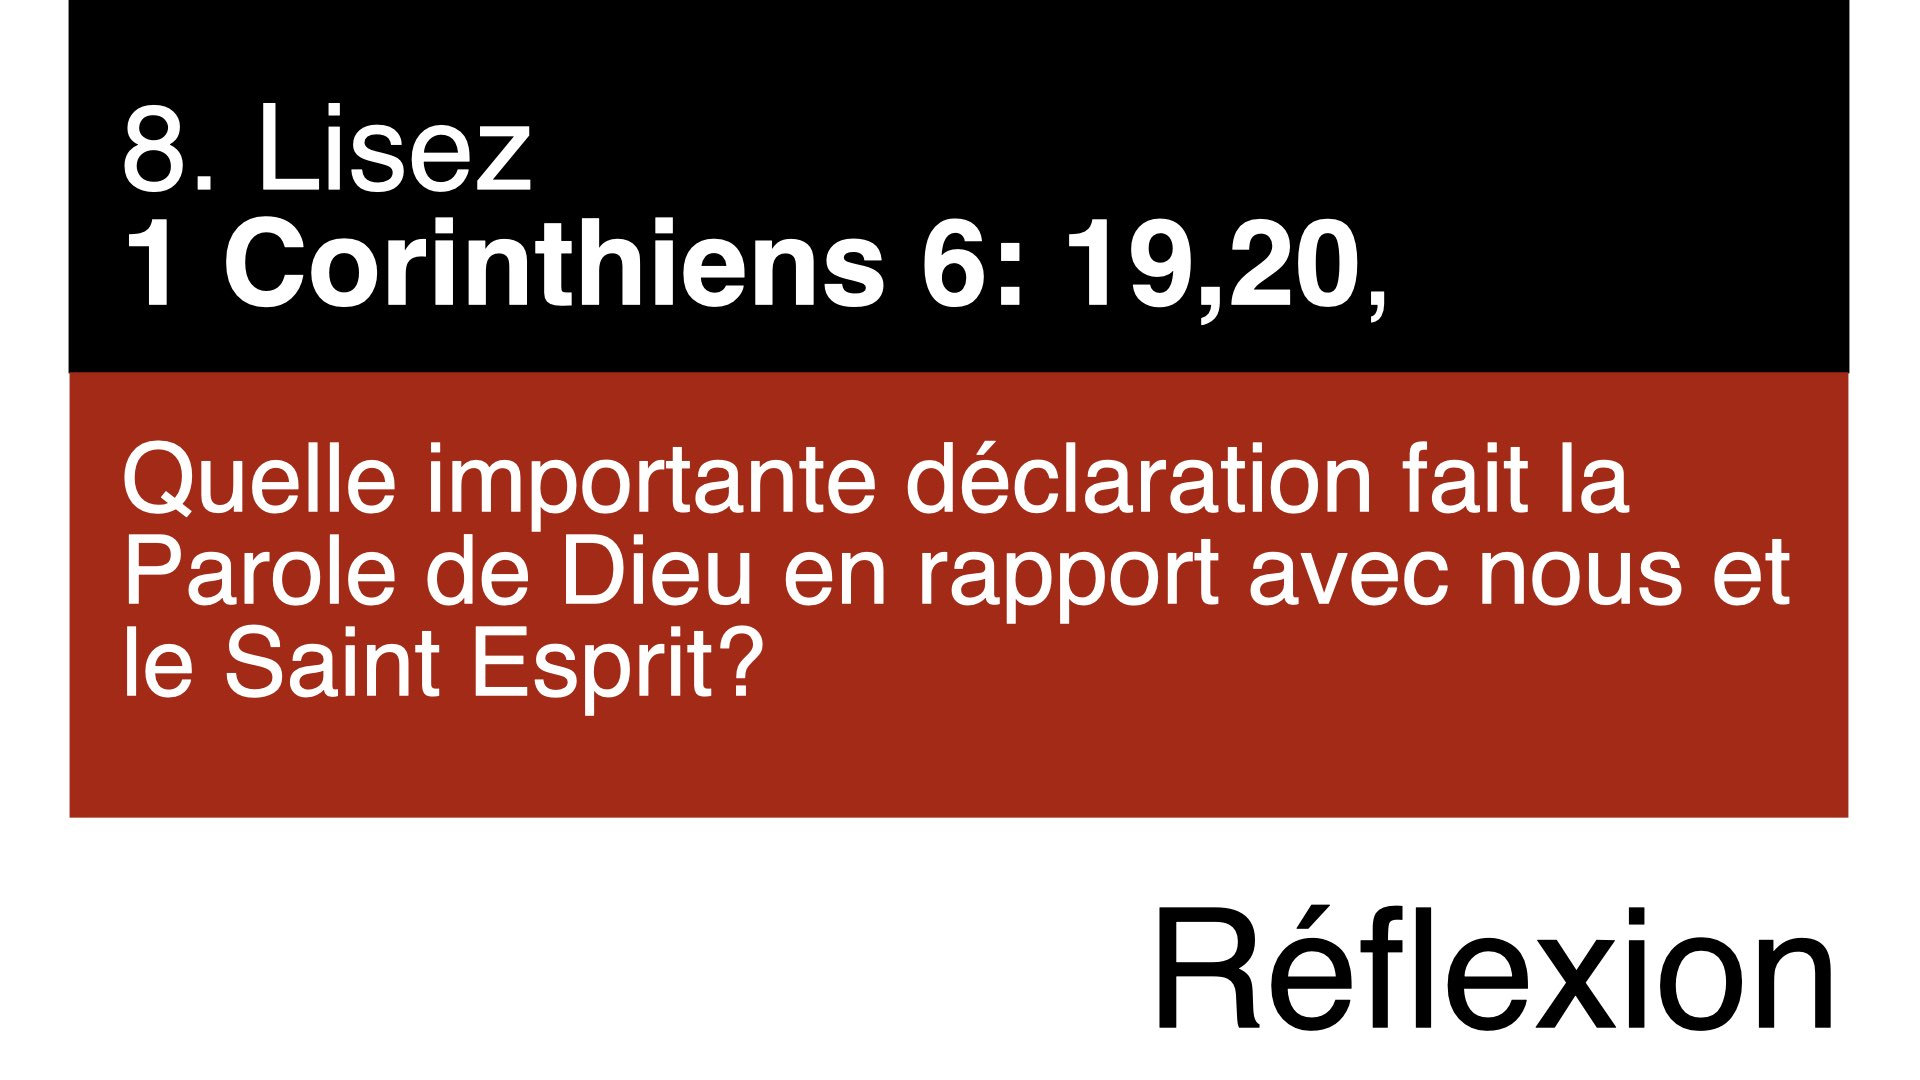 8. Lisez
1 Corinthiens 6: 19,20,
Quelle importante déclaration fait la
Parole de Dieu en rapport avec nous et
le Saint Esprit?
Réflexion